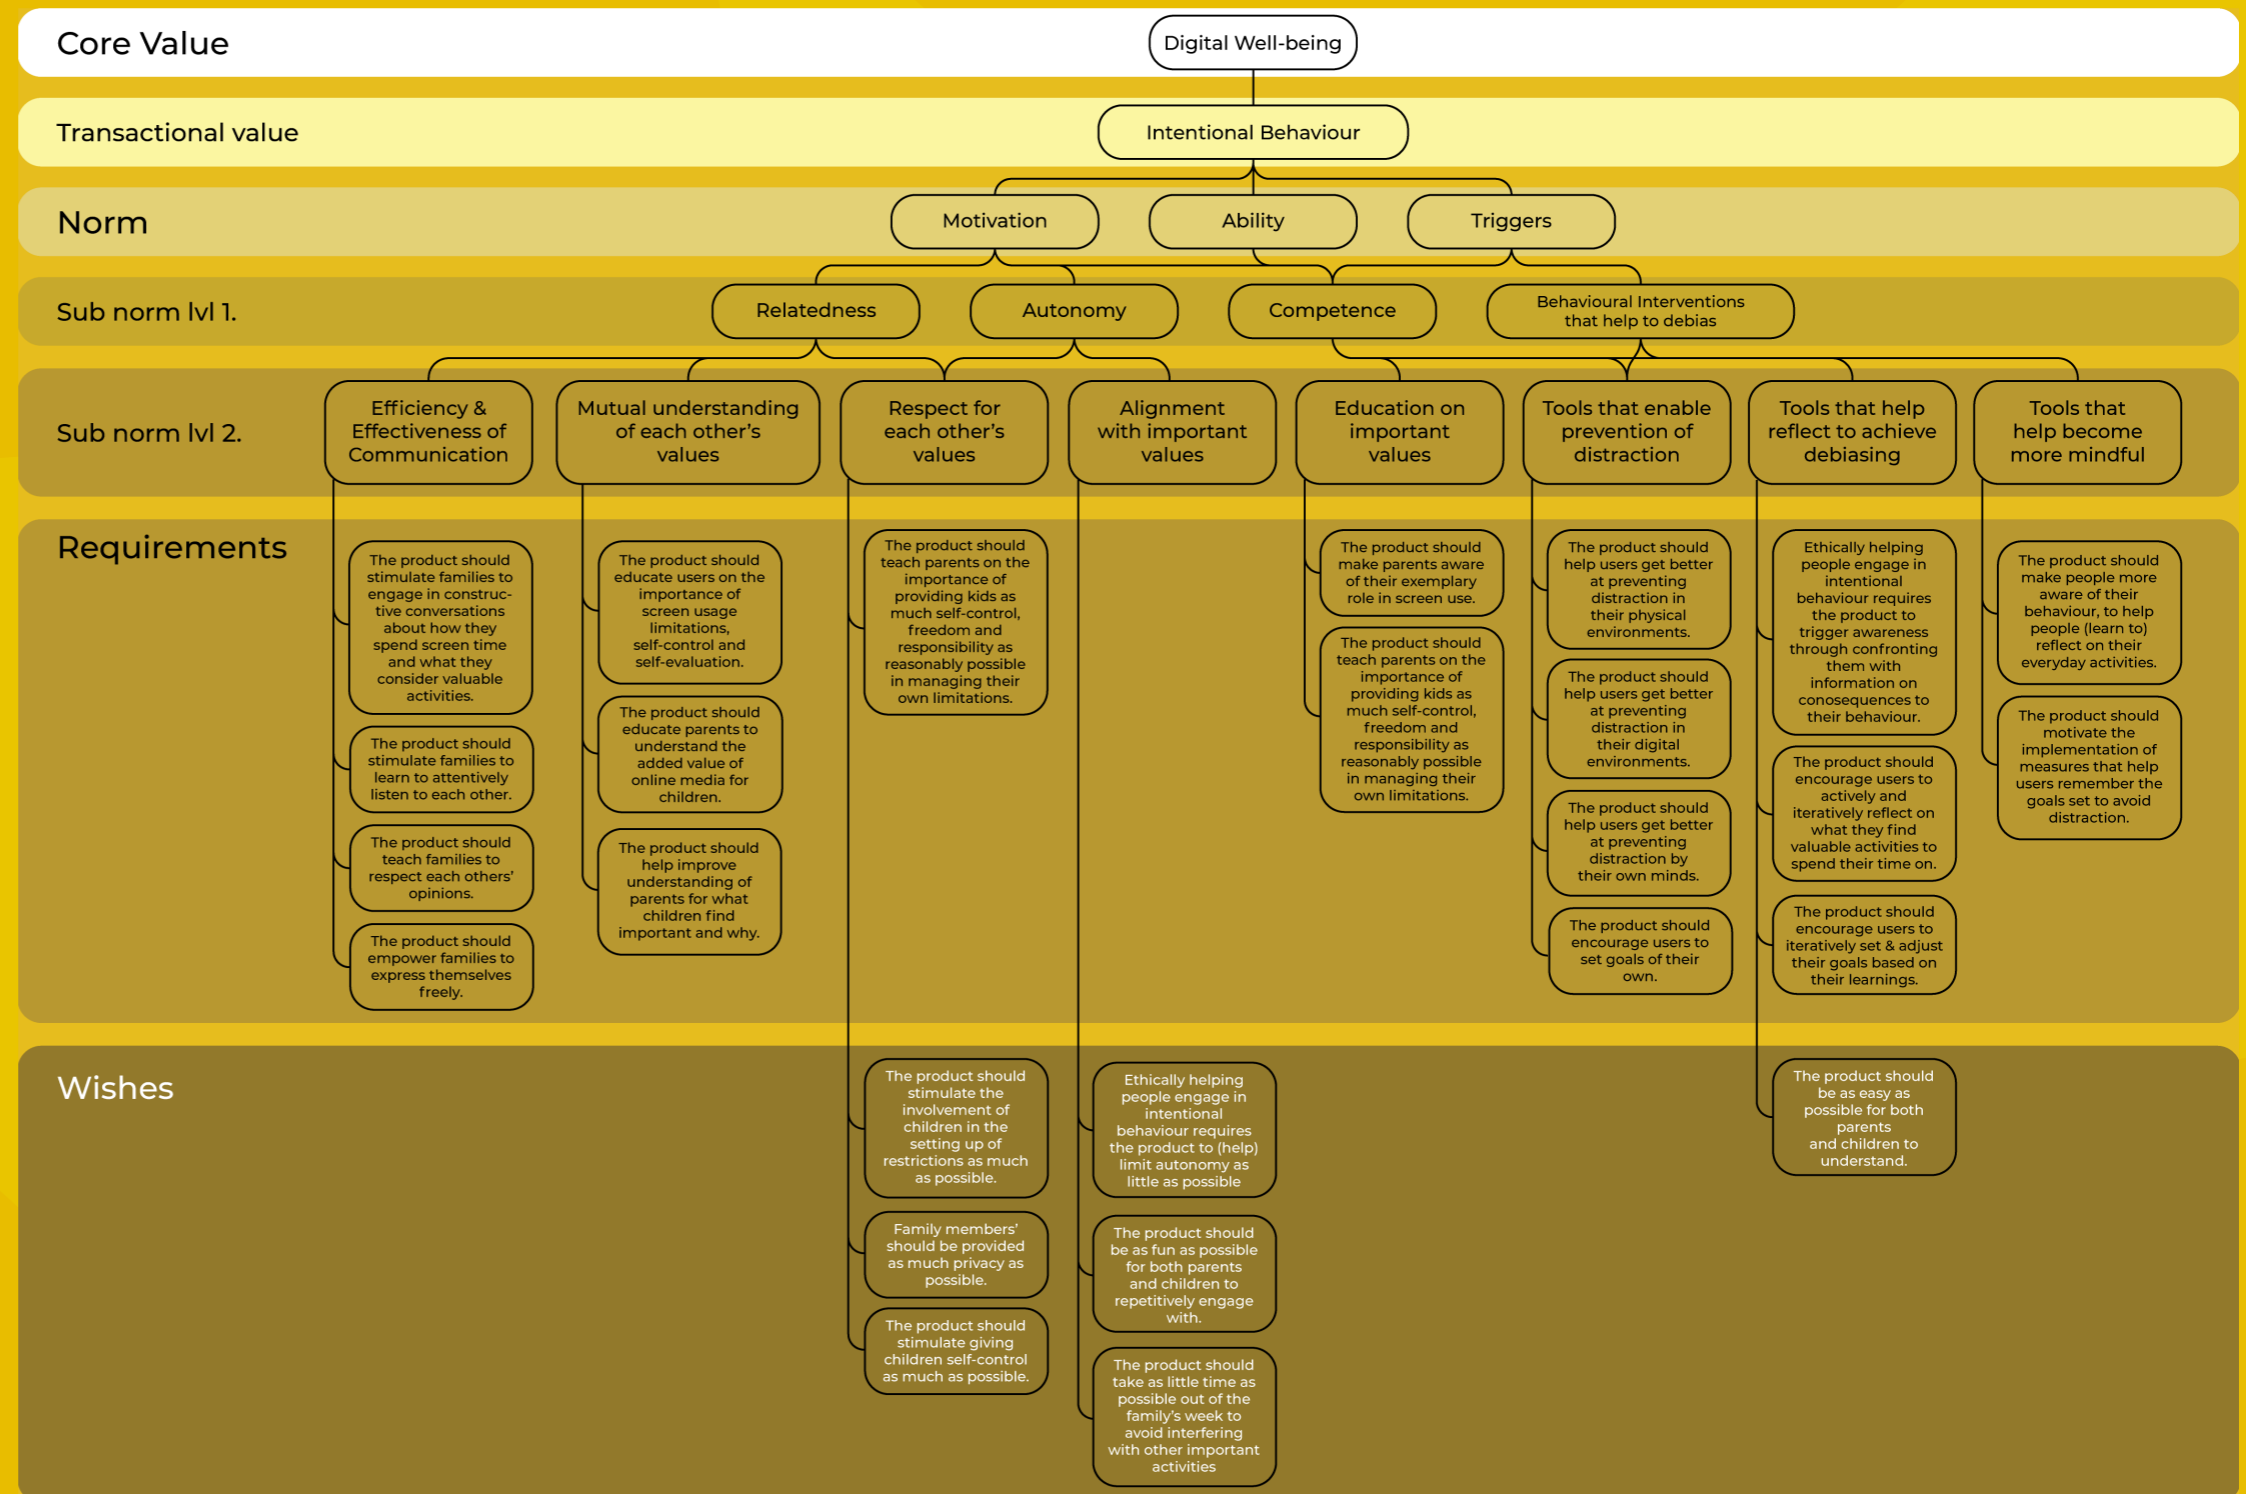 Core Value
Digital Well-being
Transactional value
Intentional Behaviour
Norm
Motivation
Ability
Triggers
Sub norm lvl 1.
Relatedness
Autonomy
Competence
Behavioural Interventions
that help to debias
Sub norm lvl 2.
Efficiency &
Effectiveness of
Communication
Mutual understanding
of each other’s
values
Respect for
each other’s
values
Alignment
with important
values
Education on
important
values
Tools that enable
prevention of
distraction
Tools that help
reflect to achieve
debiasing
Tools that
help become
more mindful
Requirements
The product should
stimulate families to
engage in construc-
tive conversations
about how they
spend screen time
and what they
consider valuable
activities.
The product should
stimulate families to
learn to attentively
listen to each other.
The product should
teach families to
respect each others’
opinions.
The product should
empower families to
express themselves
freely.
The product should
educate users on the
importance of
screen usage
limitations,
self-control and
self-evaluation.
The product should
educate parents to
understand the
added value of
online media for
children.
The product should
help improve
understanding of
parents for what
children find
important and why.
The product should
teach parents on the
importance of
providing kids as
much self-control,
freedom and
responsibility as
reasonably possible
in managing their
own limitations.
The product should
make parents aware
of their exemplary
role in screen use.
The product should
teach parents on the
importance of
providing kids as
much self-control,
freedom and
responsibility as
reasonably possible
in managing their
own limitations.
The product should
help users get better
at preventing
distraction in
their physical
environments.
The product should
help users get better
at preventing
distraction in
their digital
environments.
The product should
help users get better
at preventing
distraction by
their own minds.
The product should
encourage users to
set goals of their
own.
Ethically helping
people engage in
intentional
behaviour requires
the product to
trigger awareness
through confronting
them with
information on
conosequences to
their behaviour.
The product should
encourage users to
actively and
iteratively reflect on
what they find
valuable activities to
spend their time on.
The product should
encourage users to
iteratively set & adjust
their goals based on
their learnings.
The product should
make people more
aware of their
behaviour, to help
people (learn to)
reflect on their
everyday activities.
The product should
motivate the
implementation of
measures that help
users remember the
goals set to avoid
distraction.
Wishes
The product should
stimulate the
involvement of
children in the
setting up of
restrictions as much
as possible.
Family members’
should be provided
as much privacy as
possible.
The product should
stimulate giving
children self-control
as much as possible.
Ethically helping
people engage in
intentional
behaviour requires
the product to (help)
limit autonomy as
little as possible
The product should
be as fun as possible
for both parents
and children to
repetitively engage
with.
The product should
take as little time as
possible out of the
family’s week to
avoid interfering
with other important
activities
The product should
be as easy as
possible for both
parents
and children to
understand.